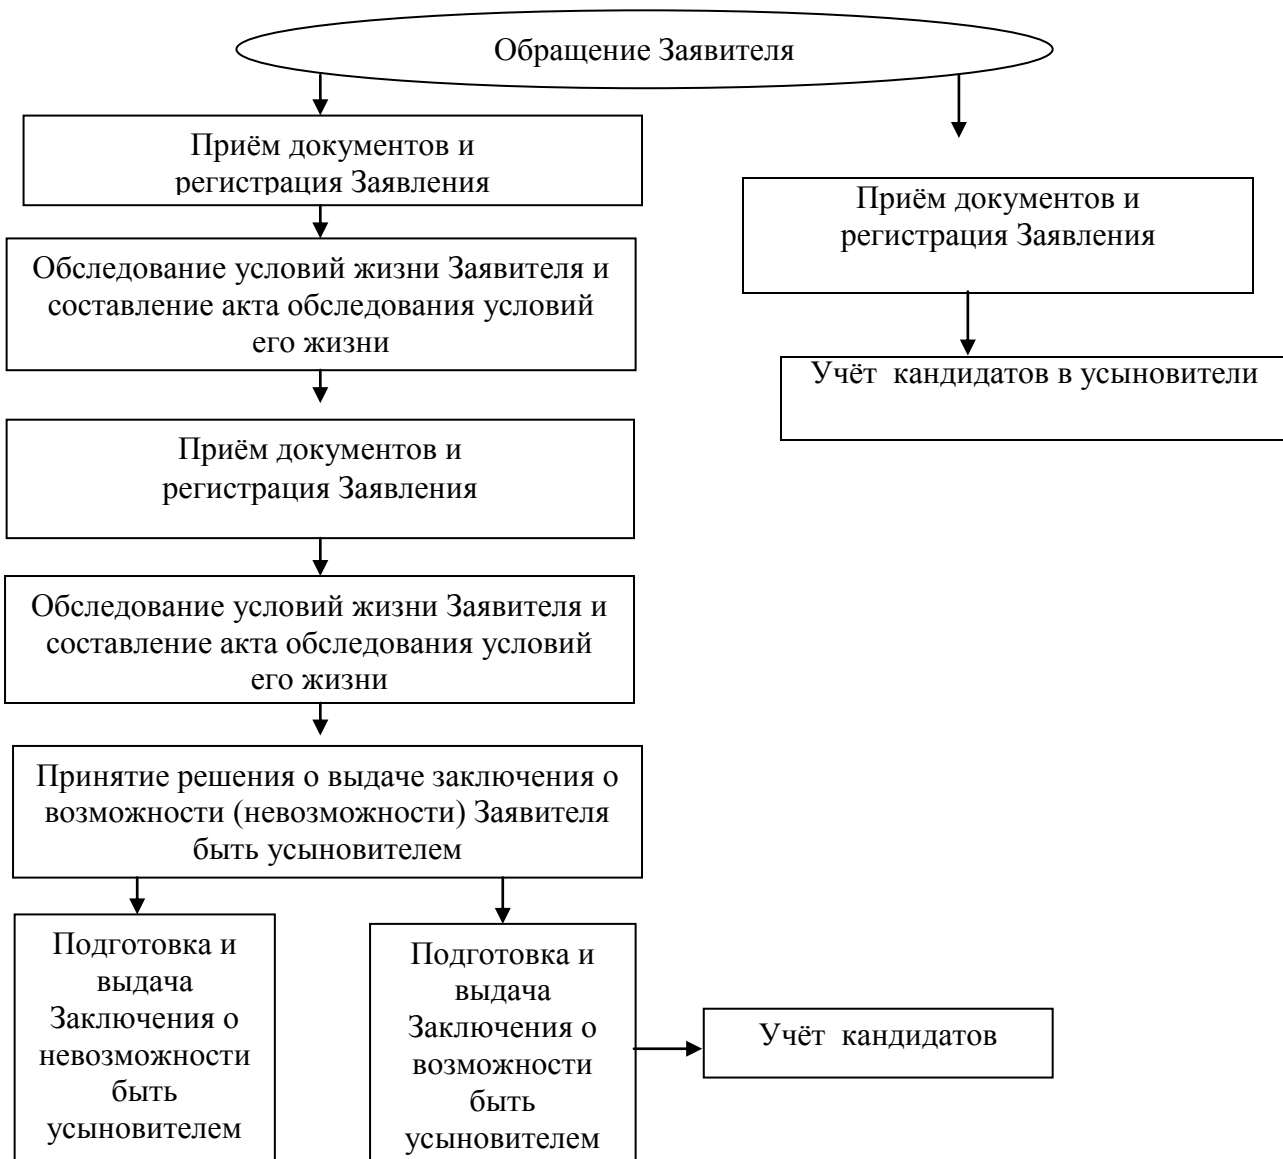 Обращение Заявителя
Приём документов и
регистрация Заявления
Приём документов и
регистрация Заявления
Обследование условий жизни Заявителя и
составление акта обследования условий
его жизни
Учёт кандидатов в усыновители
Приём документов и
регистрация Заявления
Обследование условий жизни Заявителя и
составление акта обследования условий
его жизни
Принятие решения о выдаче заключения о
возможности (невозможности) Заявителя
быть усыновителем
Подготовка и
выдача
Заключения о
невозможности
быть
усыновителем
Подготовка и
выдача
Заключения о
возможности
быть
усыновителем
Учёт кандидатов